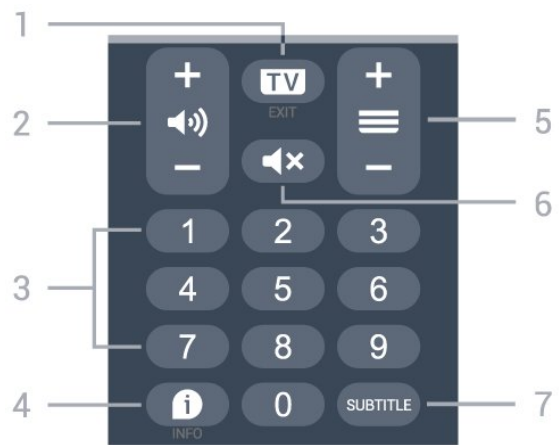 1
+ TV +
EXIT
2 5
- -
6
1 2 3
3
4 5 6
7 8 9
4 i 0 SUBTITLE 7
INFO